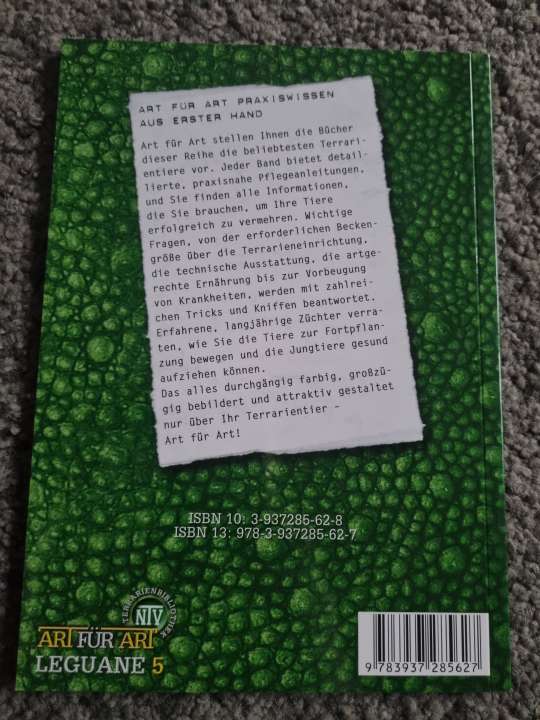 ART FÜR ART PRAXISWISSEN
AUS ERSTER HAND
Art für Art stellen Ihnen die Bücher
dieser Reihe die beliebtesten Terrari-
entiere vor. Jeder Band bietet detail-
lierte, praxisnahe Pflegeanleitungen,
und Sie finden alle Informationen,
die Sie brauchen, um Ihre Tiere
erfolgreich zu vermehren. Wichtige
Fragen, von der erforderlichen Becken-
größe über die Terrarieneinrichtung,
die technische Ausstattung, die artge-
rechte Ernährung bis zur Vorbeugung
von Krankheiten, werden mit zahlrei-
chen Tricks und Kniffen beantwortet.
Erfahrene, langjährige Züchter verra-
ten, wie Sie die Tiere zur Fortpflan-
zung bewegen und die Jungtiere gesund
aufziehen können.
Das alles durchgängig farbig, großzü-
gig bebildert und attraktiv gestaltet
nur über Ihr Terrarientier –
Art für Art!
ISBN 10: 3-937285-62-8
ISBN 13: 978-3-937285-62-7
TERRARIENBIBLIOTHEK
NTV
ART FÜR ART
LEGUANE 5
9 783937 285627